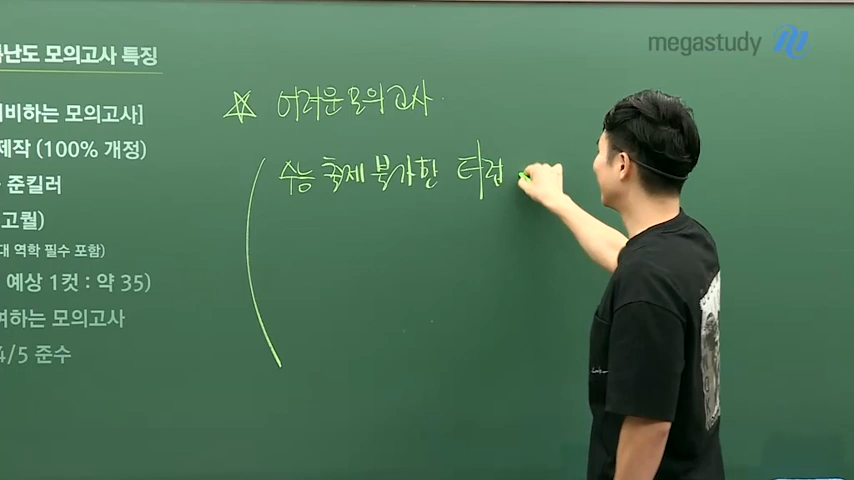 megastudy
난도 모의고사 특징
비하는 모의고사]
제작 (100% 개정)
준킬러
고퀄)
대 역학 필수 포함)
예상 1컷 : 약 35)
하는 모의고사
4/5 준수
☆ 어려운 모의고사
수능 출제 불가한 더럽